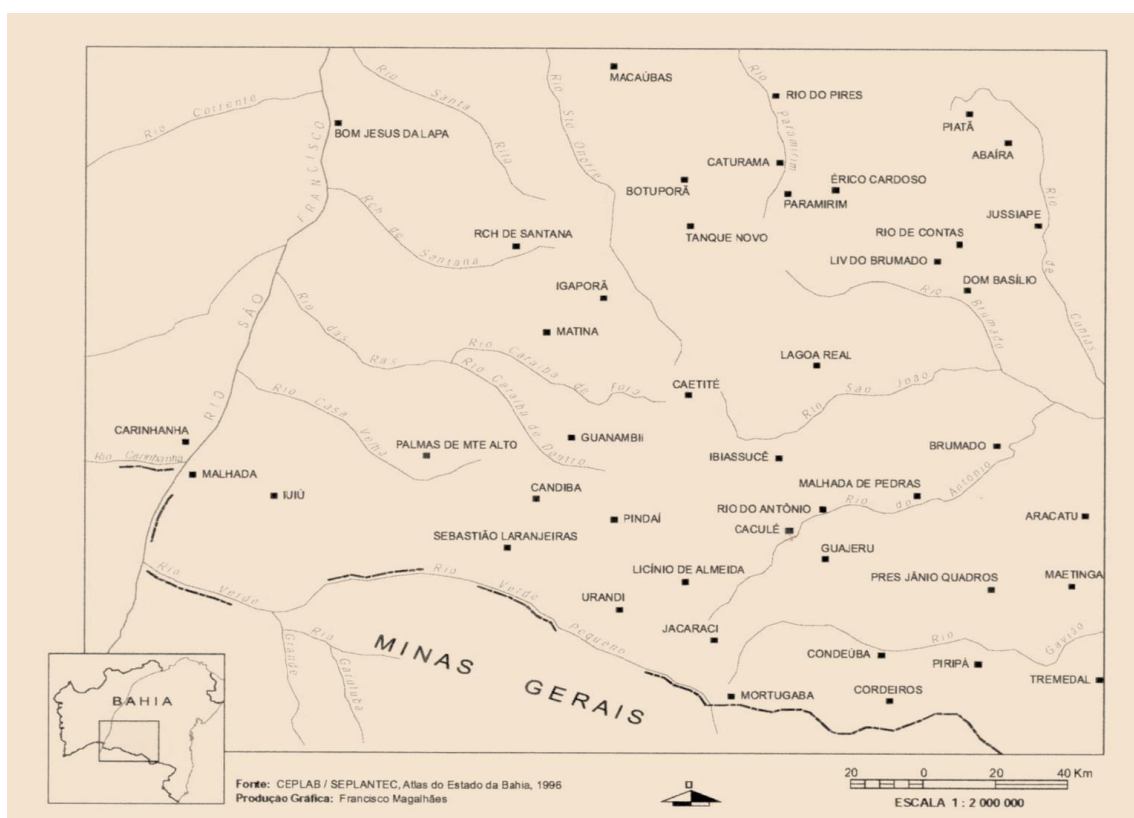 MACAÚBAS
Rio Corrente
Rio Santa Rita
Rio Sto Onofre
Rio Paramirim
RIO DO PIRES
PIATÃ
BOM JESUS DA LAPA
ABAÍRA
CATURAMA
ÉRICO CARDOSO
BOTUPORÃ
PARAMIRIM
Rio de Contas
RIO SÃO FRANCISCO
Rch de Santana
RCH DE SANTANA
TANQUE NOVO
JUSSIAPE
RIO DE CONTAS
LIV DO BRUMADO
DOM BASÍLIO
Rio Brumado
IGAPORÃ
Rio das Rãs
MATINA
Rio Caraiba de Fora
Rio Caraiba de Dentro
LAGOA REAL
CAETITÉ
Rio Sao João
Rio Casa Velha
CARINHANHA
PALMAS DE MTE ALTO
GUANAMBIi
IBIASSUCÊ
BRUMADO
Rio Carinhanha
MALHADA
IUIÚ
CANDIBA
MALHADA DE PEDRAS
Rio do Antônio
PINDAÍ
RIO DO ANTÔNIO
ARACATU
CACULÉ
SEBASTIÃO LARANJEIRAS
GUAJERU
LICÍNIO DE ALMEIDA
PRES JÂNIO QUADROS
MAETINGA
Rio Verde
Rio Verde Pequeno
URANDI
JACARACI
Rio Gavião
CONDEÚBA
PIRIPÁ
TREMEDAL
MINAS GERAIS
Grande
Rio
MORTUGABA
CORDEIROS
BAHIA
Fonte: CEPLAB / SEPLANTEC, Atlas do Estado da Bahia, 1996
Produção Gráfica: Francisco Magalhães
20 0 20 40 Km
ESCALA 1 : 2 000 000